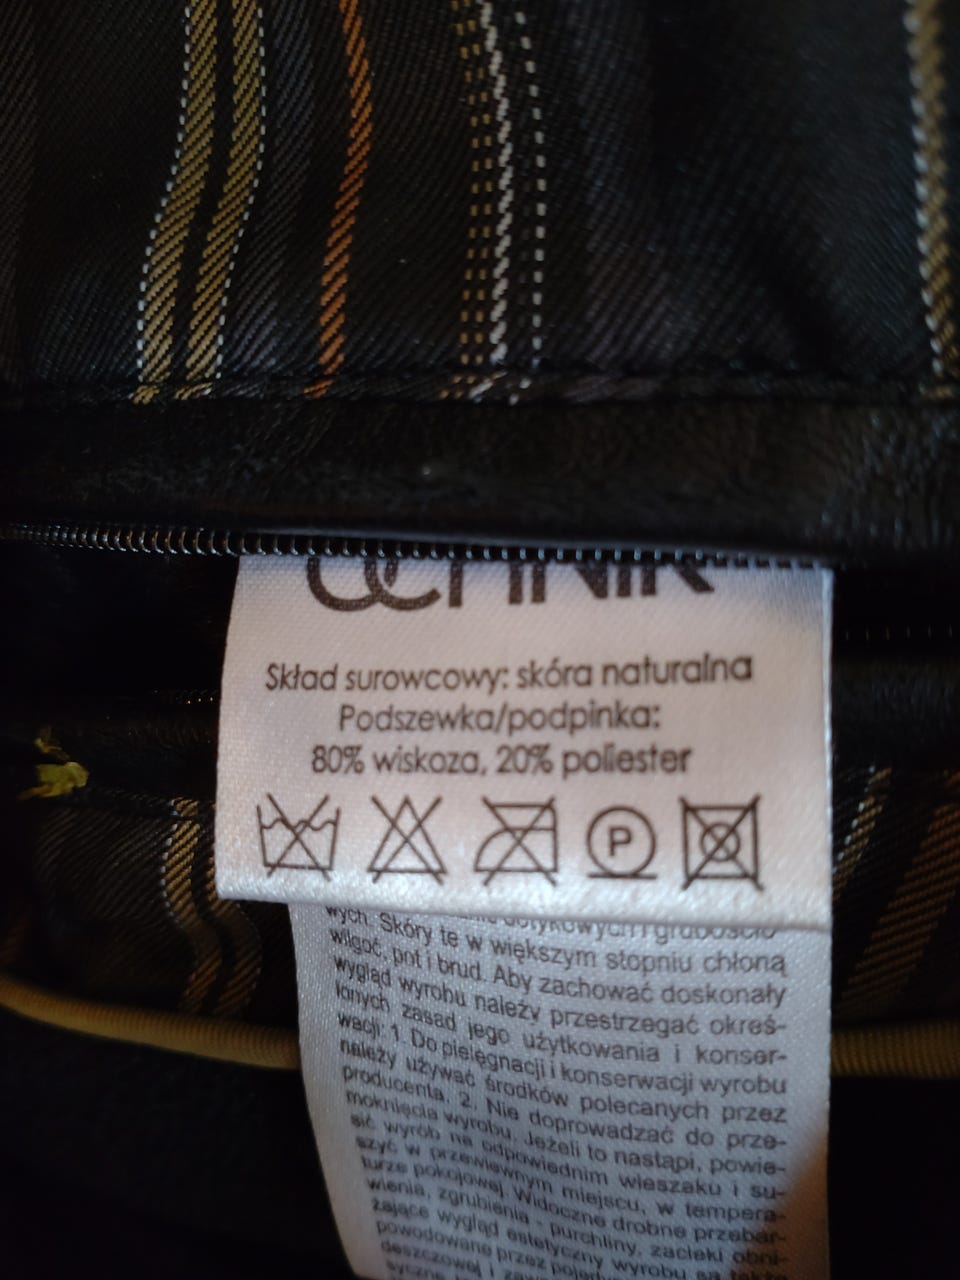 OCHNIK
Skład surowcowy: skóra naturalna
Podszewka/podpinka:
80% wiskoza, 20% poliester
P
wych. Skóry te w większym stopniu chłoną
wilgoć, pot i brud. Aby zachować doskonały
wygląd wyrobu należy przestrzegać okreś-
lonych zasad jego użytkowania i konser-
wacji: 1. Do pielęgnacji i konserwacji wyrobu
należy używać środków polecanych przez
producenta. 2. Nie doprowadzać do prze-
moknięcia wyrobu. Jeżeli to nastąpi, powie-
sić wyrób na odpowiednim wieszaku i su-
szyć w przewiewnym miejscu, w tempera-
turze pokojowej. Widoczne drobne przebar-
wienia, zgrubienia - purchliny, zacieki obni-
żające wygląd estetyczny wyrobu są
powodowane przez
deszczowej i